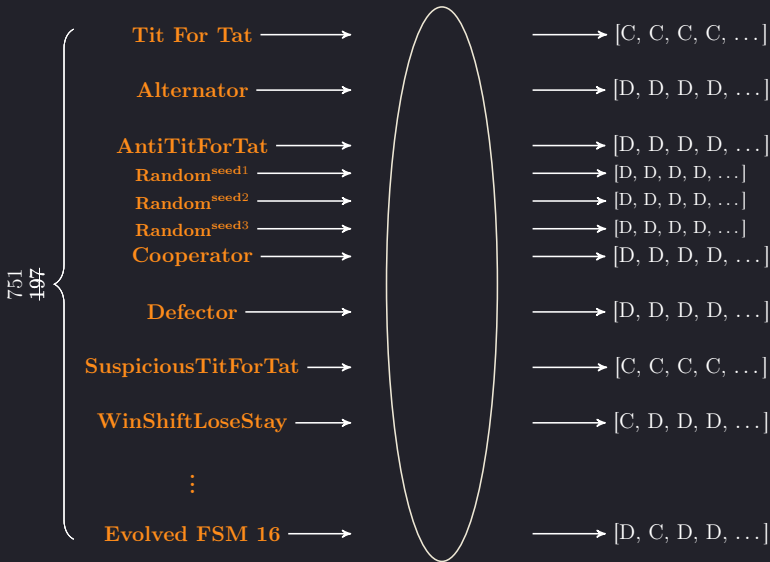 751
197
Tit For Tat [C, C, C, C, …]
Alternator [D, D, D, D, …]
AntiTitForTat [D, D, D, D, …]
Random^seed1 [D, D, D, D, …]
Random^seed2 [D, D, D, D, …]
Random^seed3 [D, D, D, D, …]
Cooperator [D, D, D, D, …]
Defector [D, D, D, D, …]
SuspiciousTitForTat [C, C, C, C, …]
WinShiftLoseStay [C, D, D, D, …]
⋮
Evolved FSM 16 [D, C, D, D, …]